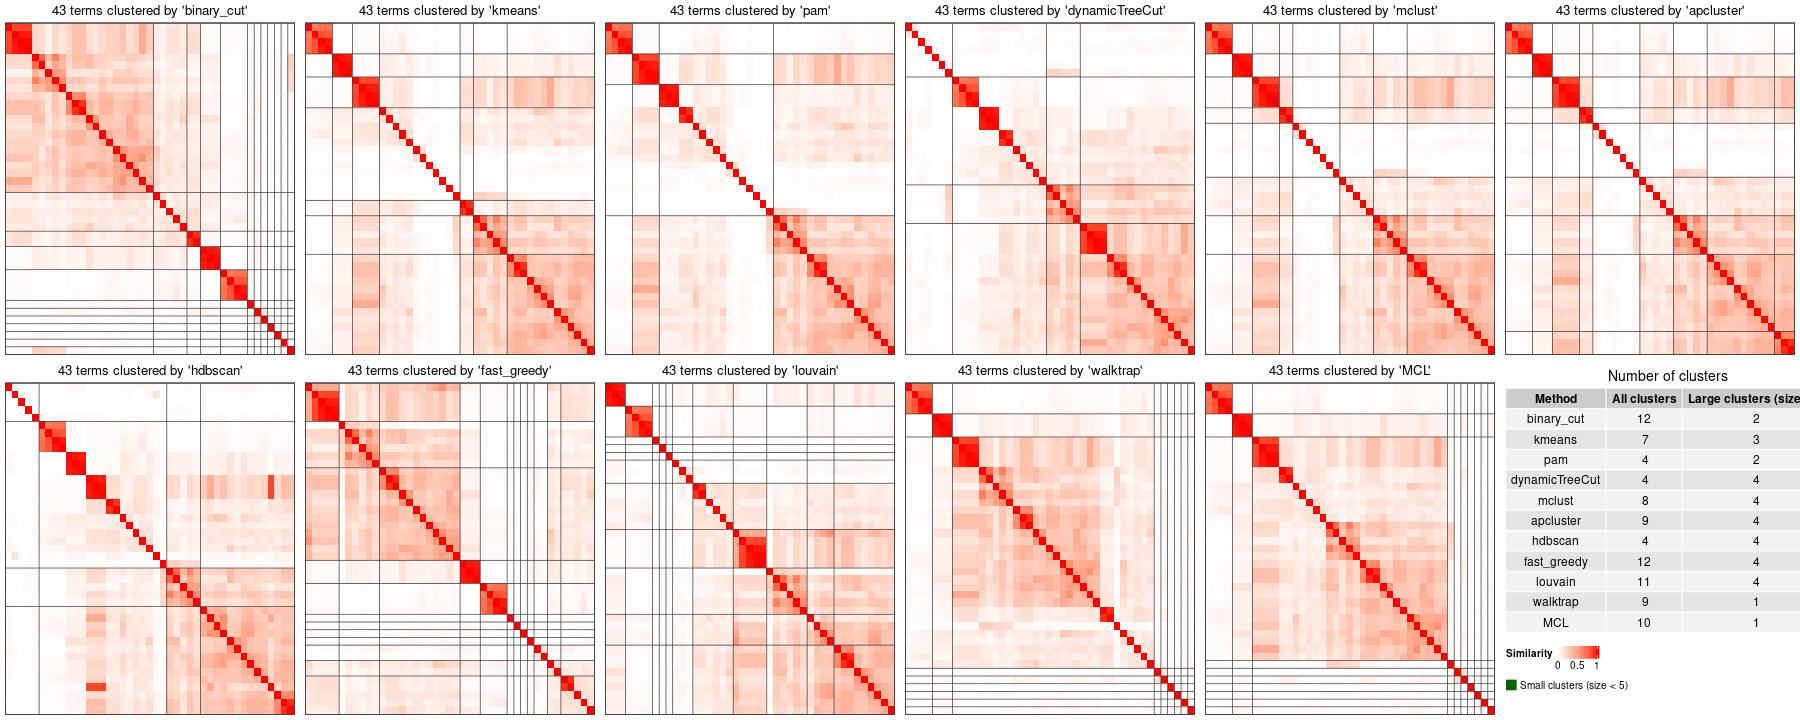 43 terms clustered by 'binary_cut'
43 terms clustered by 'kmeans'
43 terms clustered by 'pam'
43 terms clustered by 'dynamicTreeCut'
43 terms clustered by 'mclust'
43 terms clustered by 'apcluster'
43 terms clustered by 'hdbscan'
43 terms clustered by 'fast_greedy'
43 terms clustered by 'louvain'
43 terms clustered by 'walktrap'
43 terms clustered by 'MCL'
Number of clusters
Method All clusters Large clusters (size
binary_cut 12 2
kmeans 7 3
pam 4 2
dynamicTreeCut 4 4
mclust 8 4
apcluster 9 4
hdbscan 4 4
fast_greedy 12 4
louvain 11 4
walktrap 9 1
MCL 10 1
Similarity
0 0.5 1
Small clusters (size < 5)